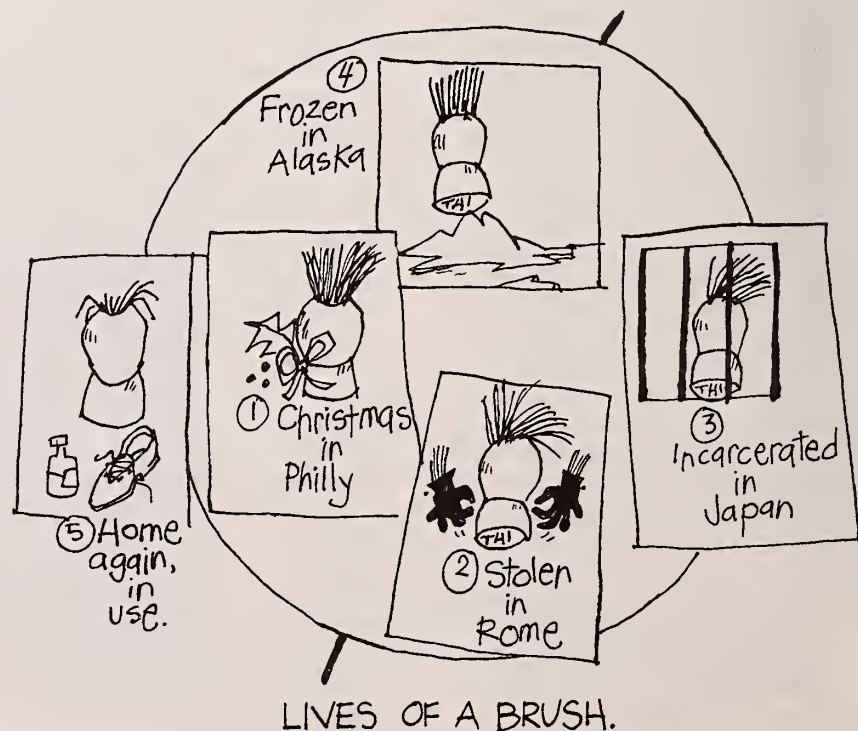 ④
Frozen
in
Alaska
THI
① Christmas
in
Philly
THI
③
Incarcerated
in
Japan
THI
② Stolen
in
Rome
⑤ Home
again,
in
use.
LIVES OF A BRUSH.